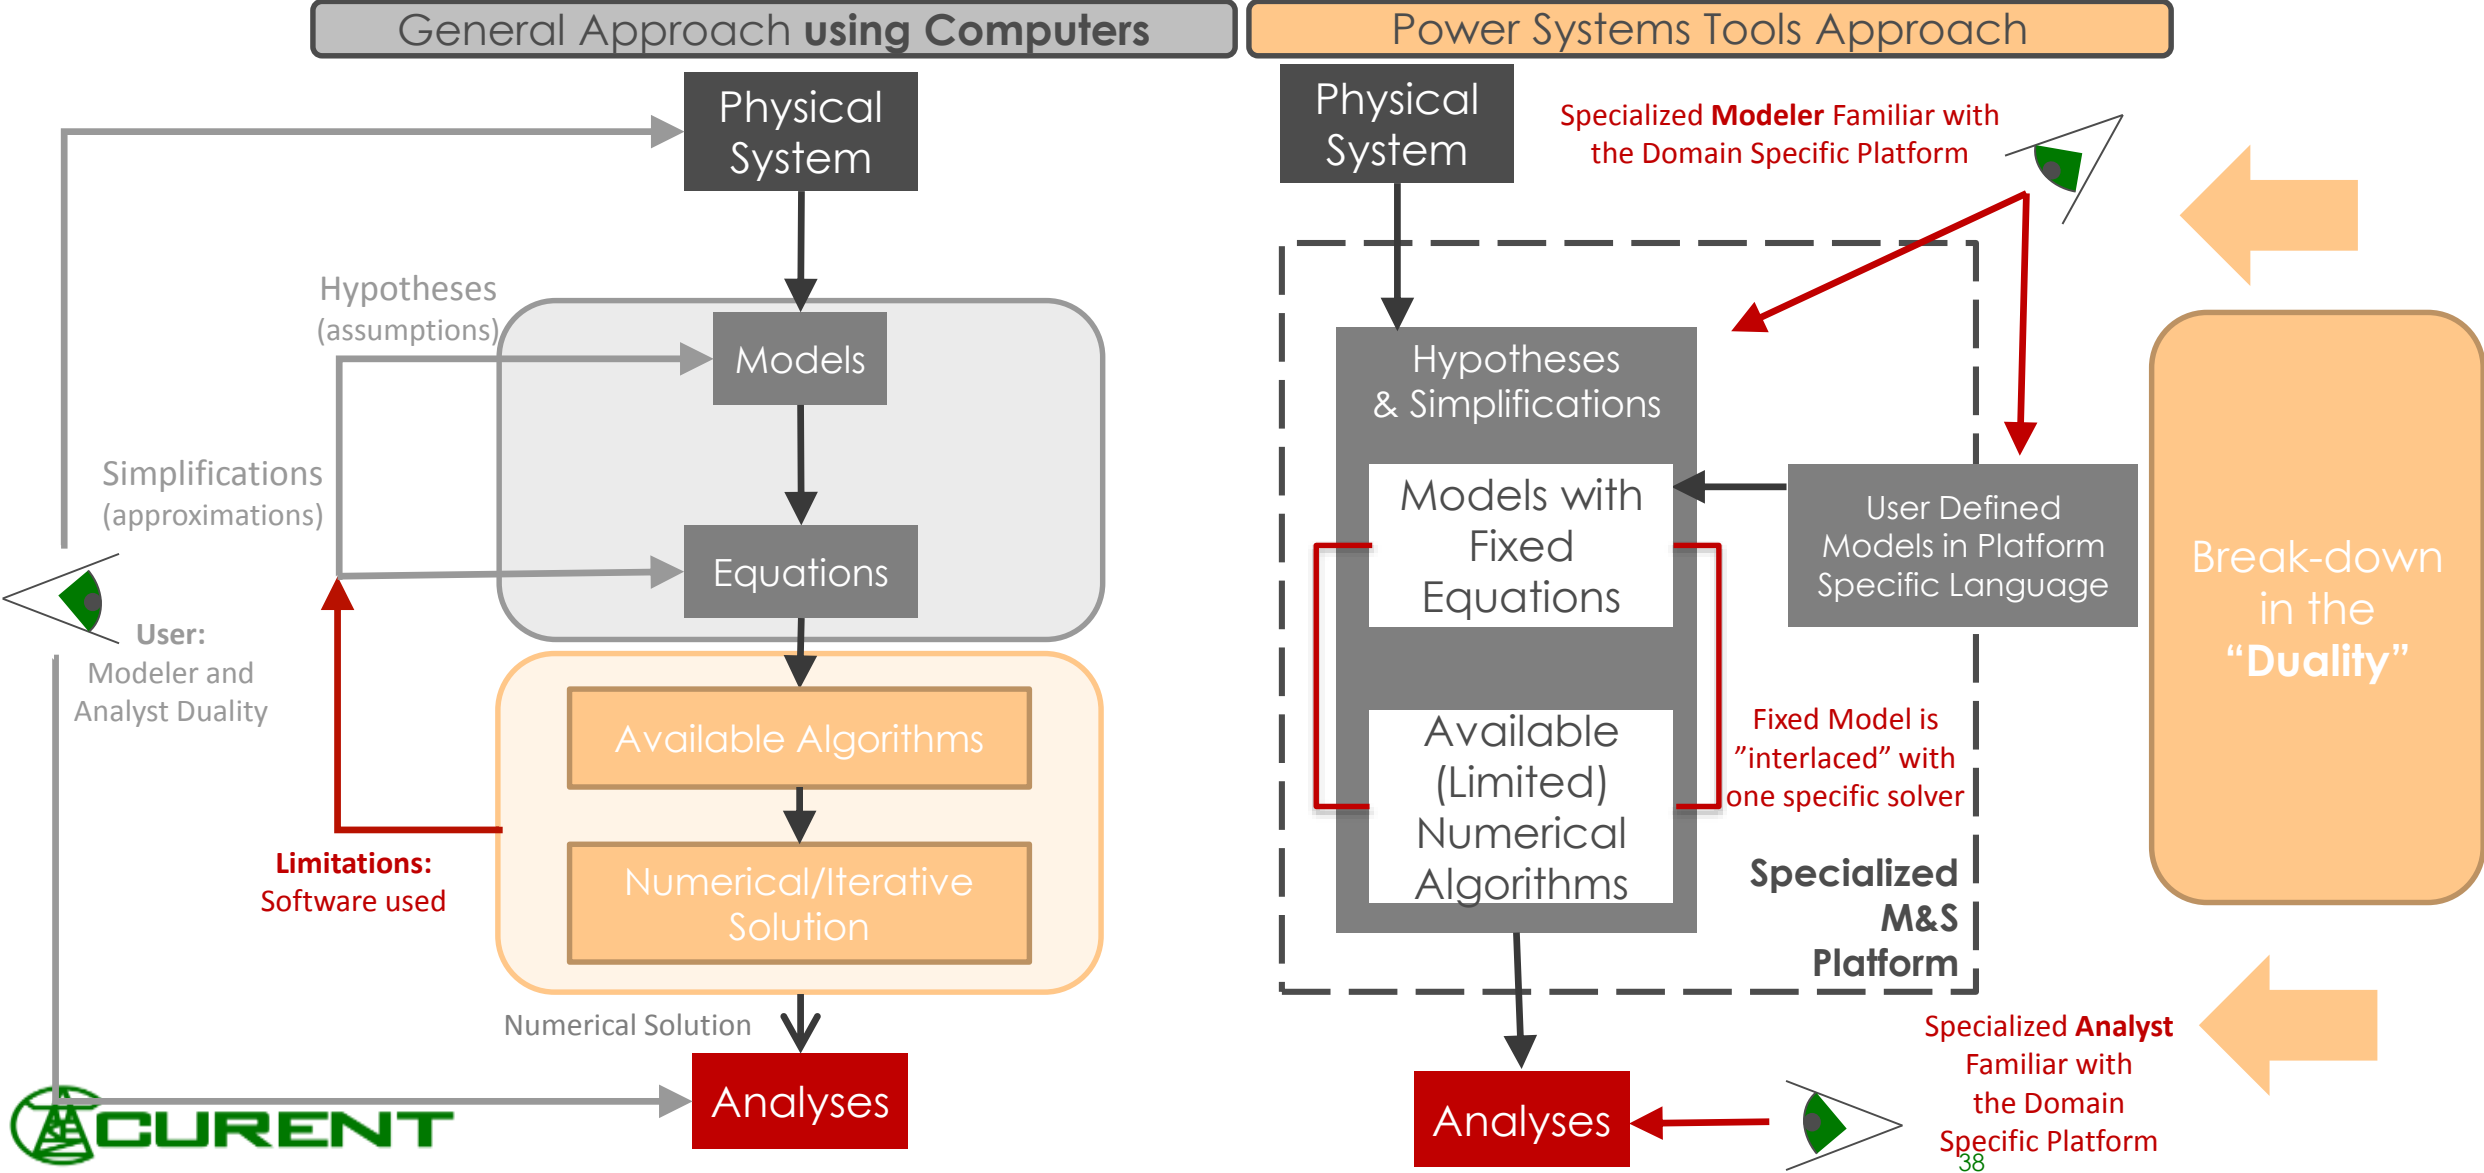 General Approach using Computers
Physical
System
Hypotheses
(assumptions)
Models
Simplifications
(approximations)
Equations
User:
Modeler and
Analyst Duality
Available Algorithms
Limitations:
Software used
Numerical/Iterative
Solution
Numerical Solution
Analyses
CURENT
Power Systems Tools Approach
Physical
System
Specialized Modeler Familiar with
the Domain Specific Platform
Hypotheses
& Simplifications
Models with
Fixed
Equations
User Defined
Models in Platform
Specific Language
Available
(Limited)
Numerical
Algorithms
Fixed Model is
”interlaced” with
one specific solver
Specialized
M&S
Platform
Analyses
Specialized Analyst
Familiar with
the Domain
Specific Platform
Break-down
in the
“Duality”
38